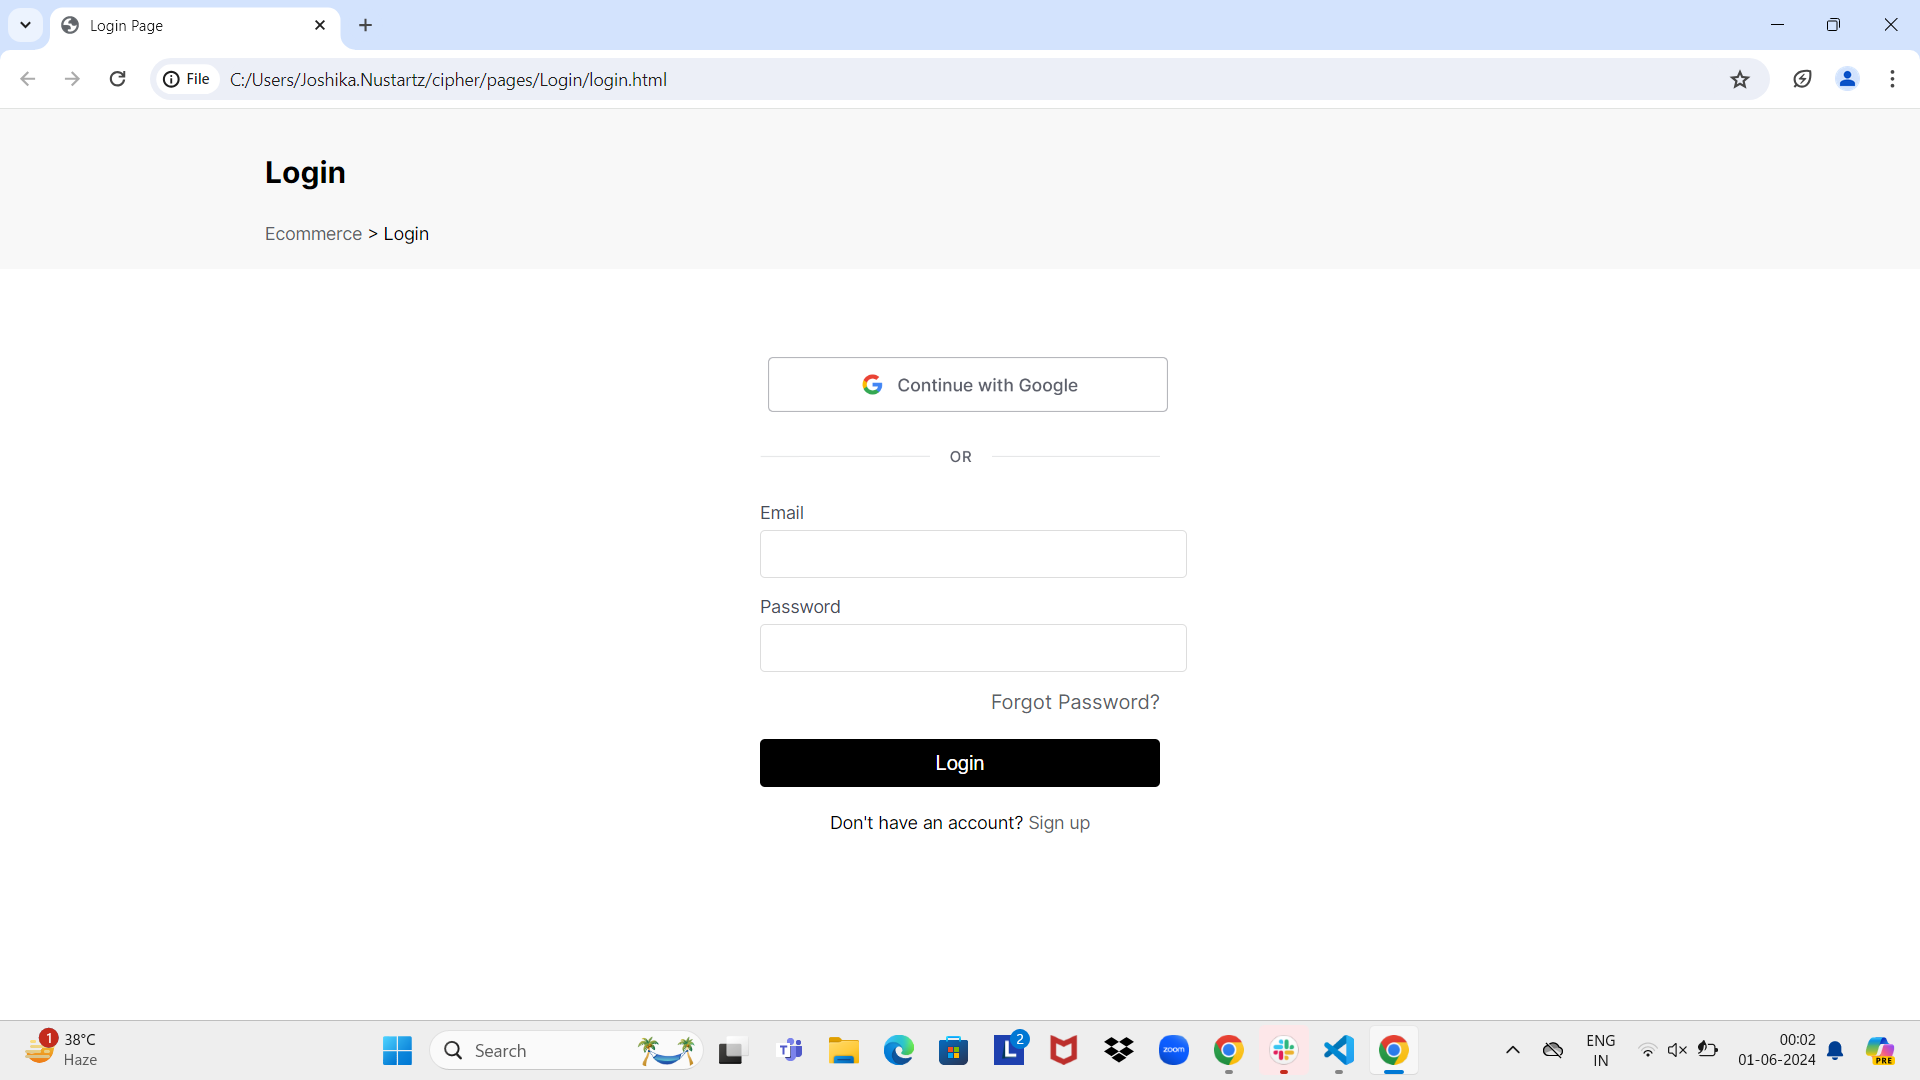 Login Page
File
C:/Users/Joshika.Nustartz/cipher/pages/Login/login.html
Login
Ecommerce > Login
Continue with Google
OR
Email
Password
Forgot Password?
Login
Don't have an account? Sign up
1
38°C
Haze
Search
T
L
2
zoom
ENG
IN
00:02
01-06-2024
PRE